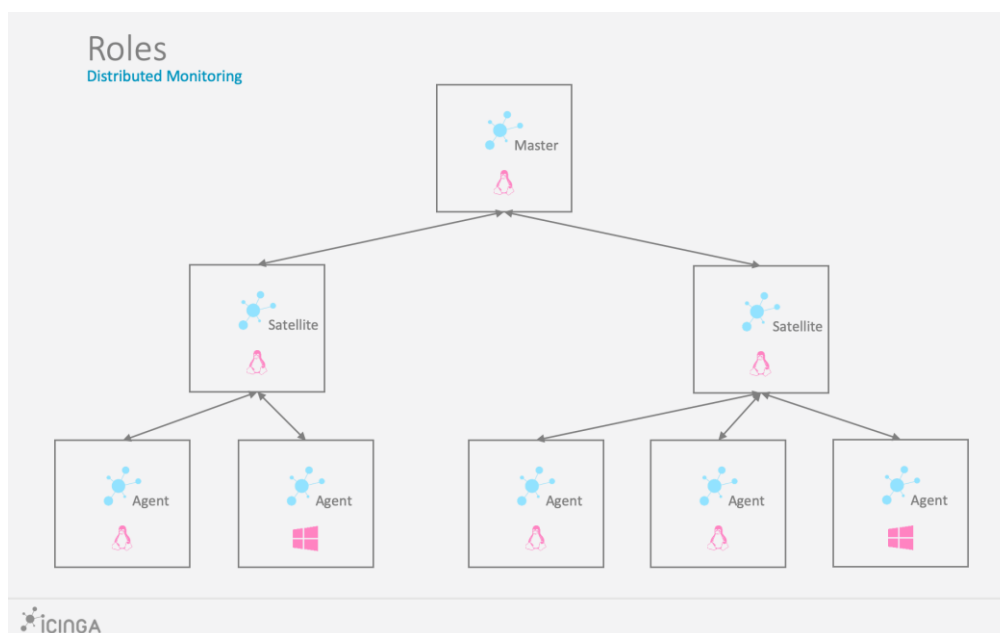 Roles
Distributed Monitoring
Master
Satellite
Satellite
Agent
Agent
Agent
Agent
Agent
ICINGA